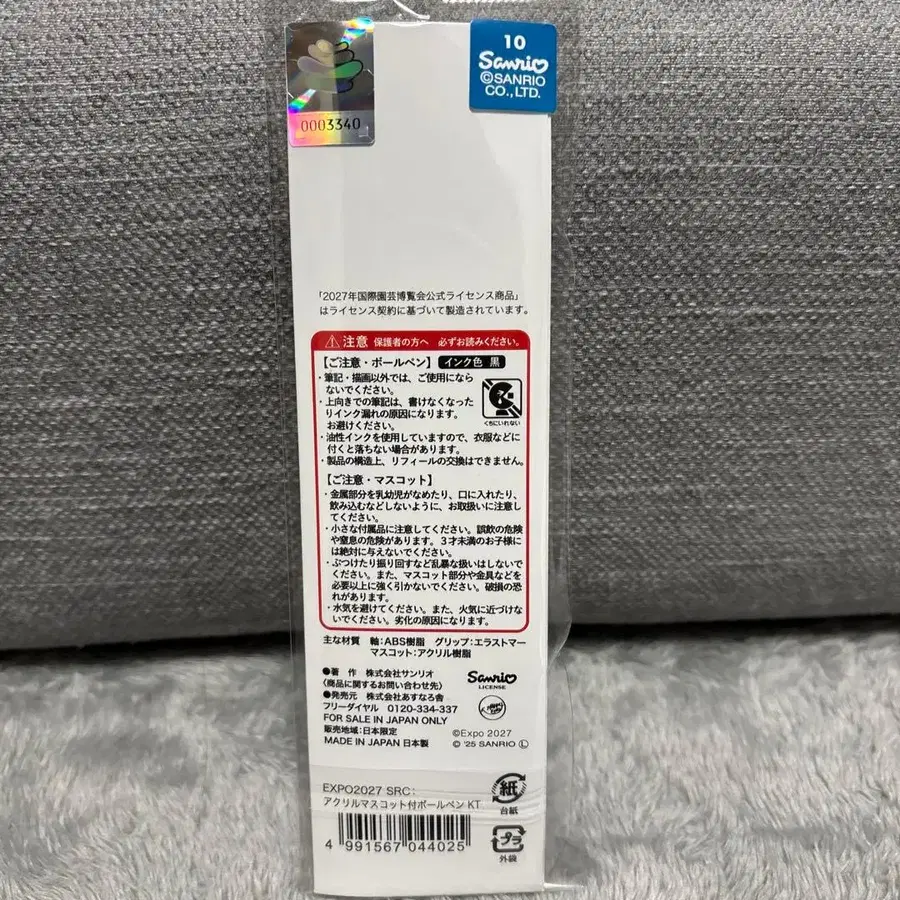 0003340
10
Sanrio
©SANRIO
CO.,LTD.
「2027年国際園芸博覧会公式ライセンス商品」
はライセンス契約に基づいて製造されています。
注意 保護者の方へ 必ずお読みください。
【ご注意・ボールペン】 インク色 黒
・筆記・描画以外では、ご使用になら
ないでください。
・上向きでの筆記は、書けなくなった
りインク漏れの原因になります。
お避けください。
くちにいれない
・油性インクを使用していますので、衣服などに
付くと落ちない場合があります。
・製品の構造上、リフィールの交換はできません。
【ご注意・マスコット】
・金属部分を乳幼児がなめたり、口に入れたり、
飲み込むなどしないように、お取扱いに注意し
てください。
・小さな付属品に注意してください。誤飲の危険
や窒息の危険があります。3才未満のお子様に
は絶対に与えないでください。
・ぶつけたり振り回すなど乱暴な扱いはしないで
ください。また、マスコット部分や金具などを
必要以上に強く引かないでください。破損の恐
れがあります。
・水気を避けてください。また、火気に近づけな
いでください。劣化の原因になります。
主な材質 軸:ABS樹脂 グリップ:エラストマー
マスコット:アクリル樹脂
●著 作 株式会社サンリオ
(商品に関するお問い合わせ先)
●発売元 株式会社あすなろ舎
フリーダイヤル 0120-334-337
FOR SALE IN JAPAN ONLY
販売地域:日本限定
MADE IN JAPAN 日本製
Sanrio
LICENSE
©Expo 2027
© '25 SANRIO Ⓛ
EXPO2027 SRC:
アクリルマスコット付ボールペン KT
4 991567 044025
紙
台紙
プラ
外袋